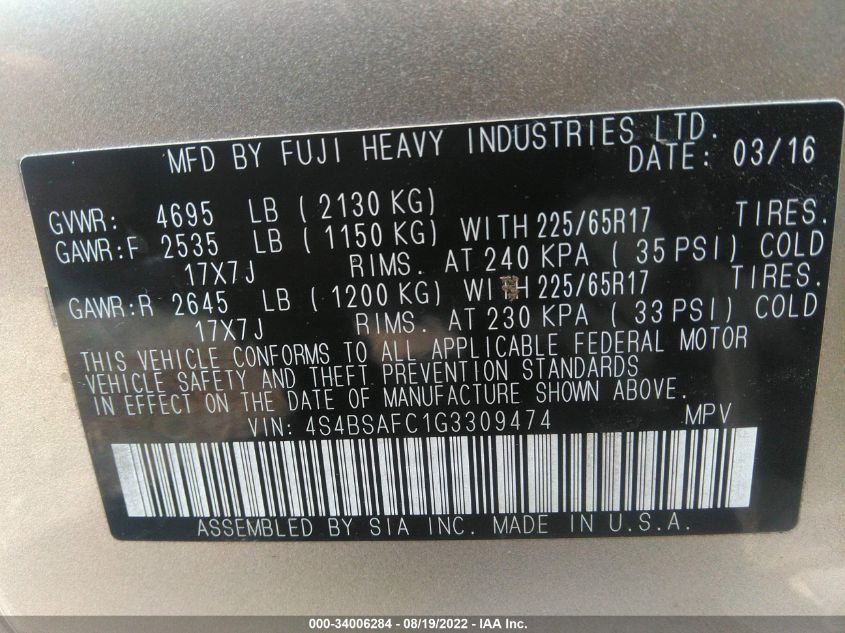 MFD BY FUJI HEAVY INDUSTRIES LTD.
DATE: 03/16
GVWR: 4695 LB ( 2130 KG)
GAWR:F 2535 LB ( 1150 KG) WITH 225/65R17 TIRES.
17X7J RIMS. AT 240 KPA ( 35 PSI) COLD
GAWR:R 2645 LB ( 1200 KG) WITH 225/65R17 TIRES.
17X7J RIMS. AT 230 KPA ( 33 PSI) COLD
THIS VEHICLE CONFORMS TO ALL APPLICABLE FEDERAL MOTOR
VEHICLE SAFETY AND THEFT PREVENTION STANDARDS
IN EFFECT ON THE DATE OF MANUFACTURE SHOWN ABOVE.
VIN: 4S4BSAFC1G3309474 MPV
ASSEMBLED BY SIA INC. MADE IN U.S.A.
000-34006284 - 08/19/2022 - IAA Inc.